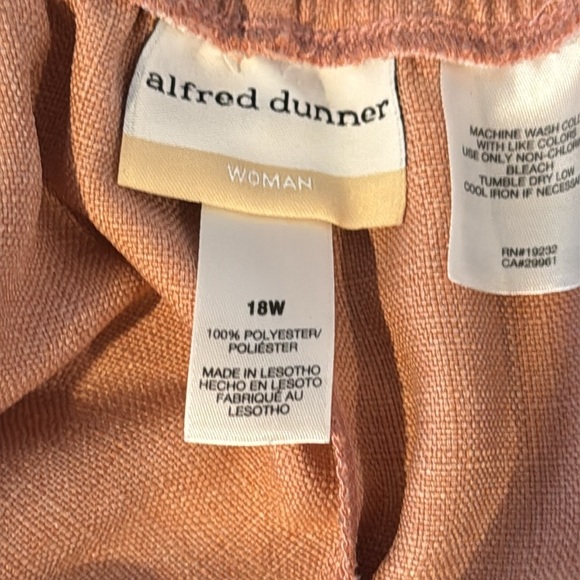 alfred dunner
WOMAN
18W
100% POLYESTER/
POLIÉSTER
MADE IN LESOTHO
HECHO EN LESOTO
FABRIQUÉ AU
LESOTHO
MACHINE WASH
WITH LIKE COLORS
USE ONLY NON-CHLOR
BLEACH
TUMBLE DRY LOW
COOL IRON IF NECESSA
RN#19232
CA#29961